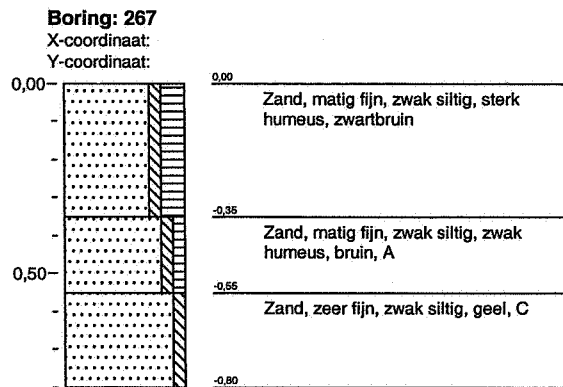 Boring: 267
X-coordinaat:
Y-coordinaat:
0,00
0,00
Zand, matig fijn, zwak siltig, sterk
humeus, zwartbruin
-0,35
Zand, matig fijn, zwak siltig, zwak
humeus, bruin, A
0,50
-0,55
Zand, zeer fijn, zwak siltig, geel, C
-0,80